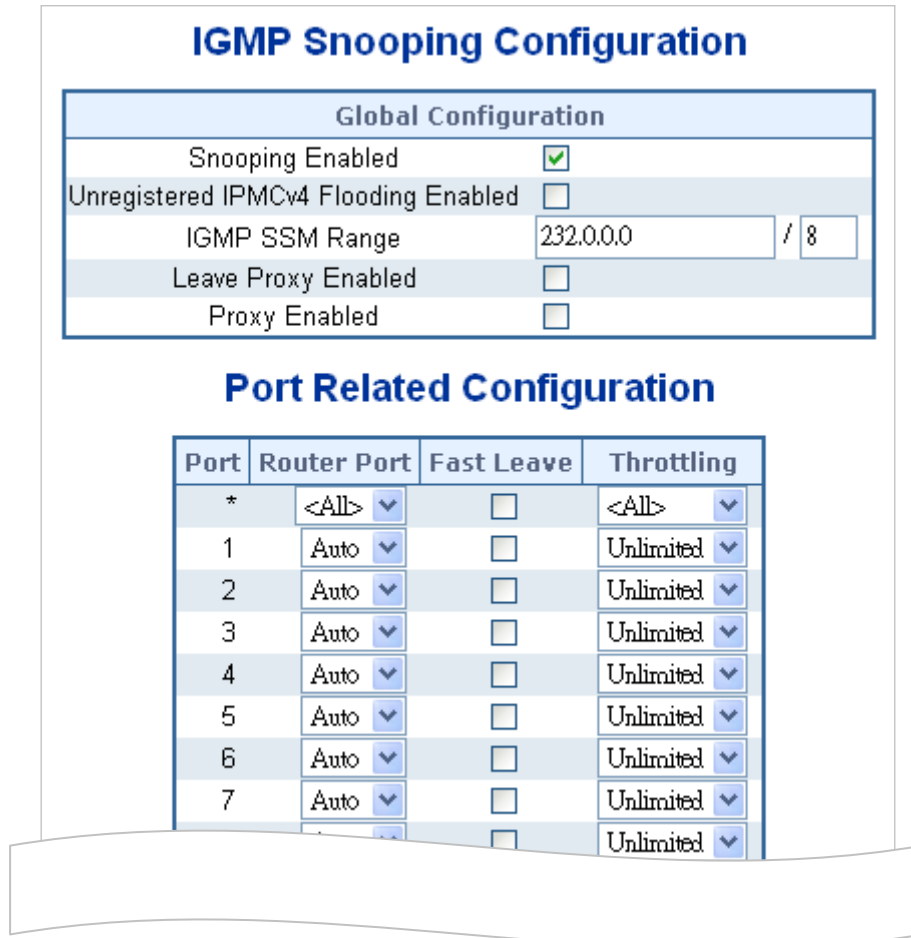 IGMP Snooping Configuration
Global Configuration
Snooping Enabled
Unregistered IPMCv4 Flooding Enabled
IGMP SSM Range 232.0.0.0 / 8
Leave Proxy Enabled
Proxy Enabled
Port Related Configuration
Port Router Port Fast Leave Throttling
* <All> <All>
1 Auto Unlimited
2 Auto Unlimited
3 Auto Unlimited
4 Auto Unlimited
5 Auto Unlimited
6 Auto Unlimited
7 Auto Unlimited
Unlimited